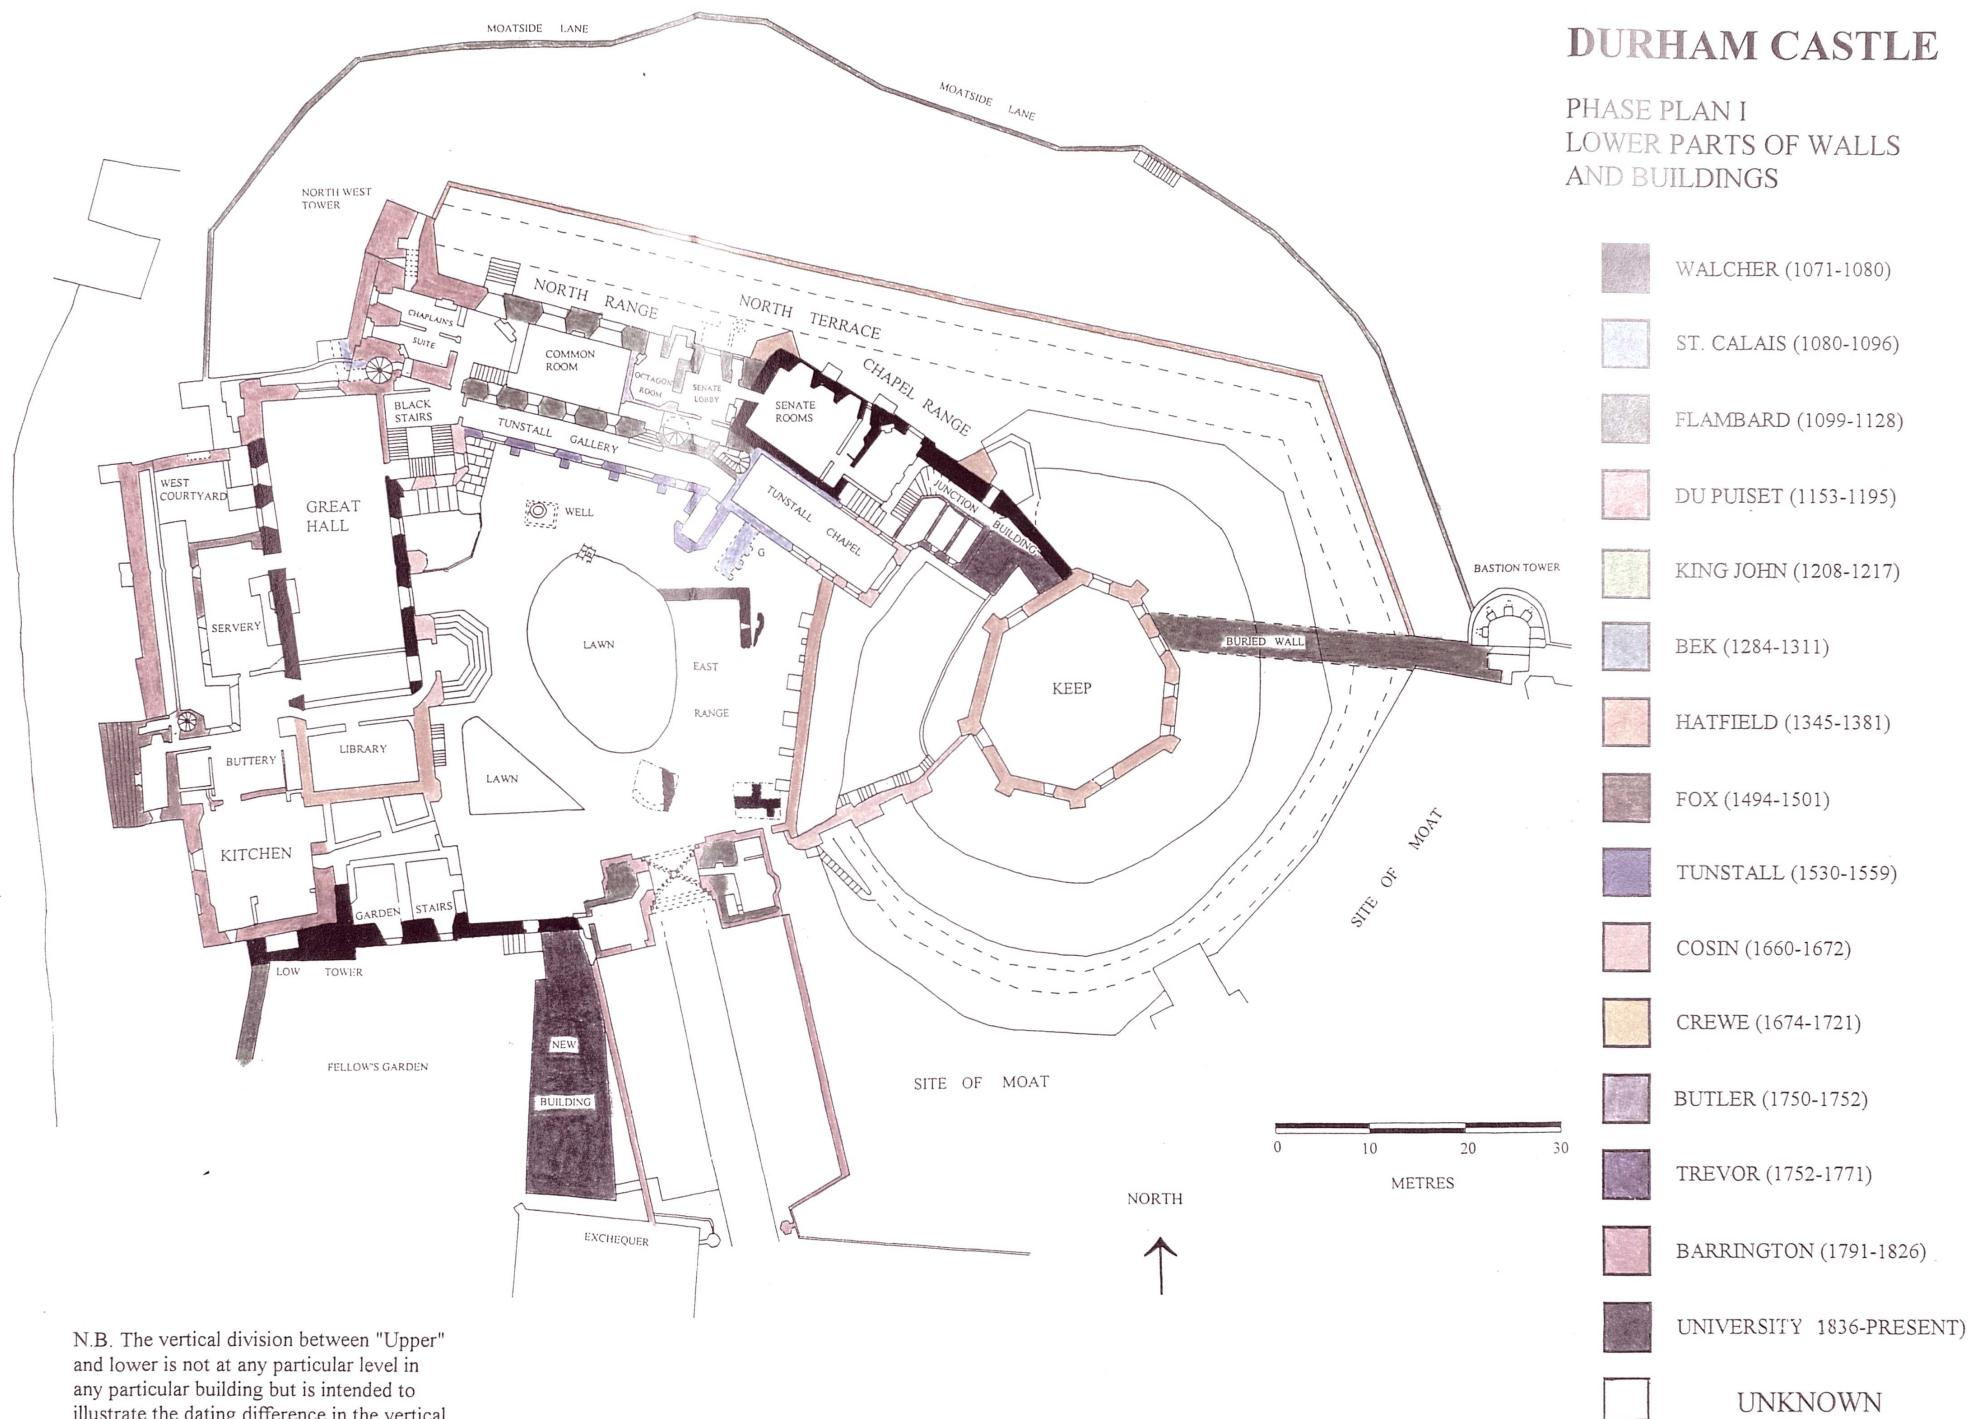 DURHAM CASTLE
PHASE PLAN I
LOWER PARTS OF WALLS
AND BUILDINGS
MOATSIDE LANE
MOATSIDE LANE
NORTH WEST
TOWER
NORTH RANGE
NORTH TERRACE
CHAPEL RANGE
CHAPLAIN'S
SUITE
COMMON
ROOM
OCTAGON
ROOM
SENATE
LOBBY
SENATE
ROOMS
BLACK
STAIRS
TUNSTALL GALLERY
TUNSTALL CHAPEL
JUNCTION
BUILDING
WEST
COURTYARD
GREAT
HALL
WELL
G
SERVERY
LAWN
EAST
RANGE
KEEP
BURIED WALL
BASTION TOWER
BUTTERY
LIBRARY
LAWN
KITCHEN
GARDEN STAIRS
LOW TOWER
FELLOW'S GARDEN
NEW
BUILDING
EXCHEQUER
SITE OF MOAT
SITE OF MOAT
0 10 20 30
METRES
NORTH
WALCHER (1071-1080)
ST. CALAIS (1080-1096)
FLAMBARD (1099-1128)
DU PUISET (1153-1195)
KING JOHN (1208-1217)
BEK (1284-1311)
HATFIELD (1345-1381)
FOX (1494-1501)
TUNSTALL (1530-1559)
COSIN (1660-1672)
CREWE (1674-1721)
BUTLER (1750-1752)
TREVOR (1752-1771)
BARRINGTON (1791-1826)
UNIVERSITY 1836-PRESENT)
UNKNOWN
N.B. The vertical division between "Upper"
and lower is not at any particular level in
any particular building but is intended to
illustrate the dating difference in the vertical